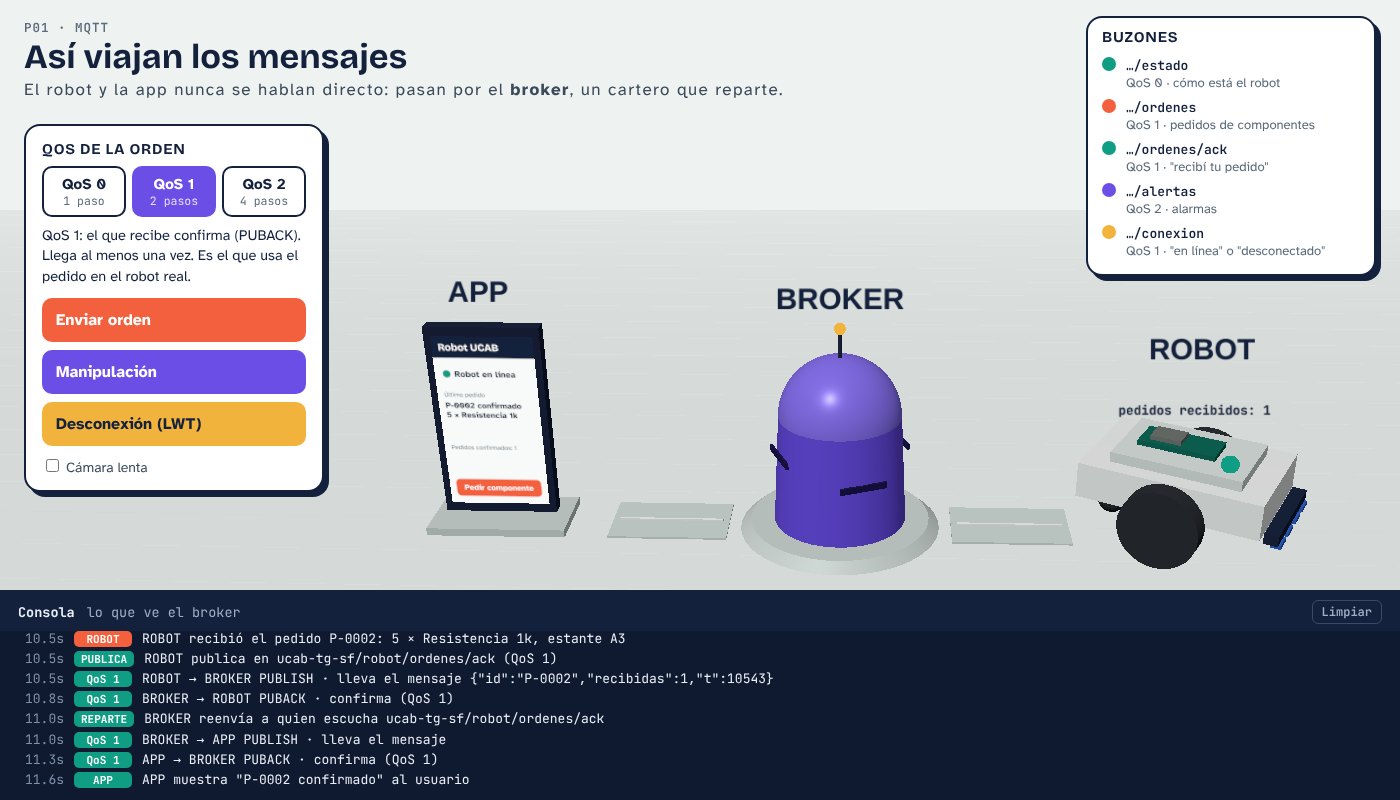 P01 · MQTT
Así viajan los mensajes
El robot y la app nunca se hablan directo: pasan por el broker, un cartero que reparte.
QOS DE LA ORDEN
QoS 0
1 paso
QoS 1
2 pasos
QoS 2
4 pasos
QoS 1: el que recibe confirma (PUBACK).
Llega al menos una vez. Es el que usa el
pedido en el robot real.
Enviar orden
Manipulación
Desconexión (LWT)
Cámara lenta
BUZONES
…/estado
QoS 0 · cómo está el robot
…/ordenes
QoS 1 · pedidos de componentes
…/ordenes/ack
QoS 1 · "recibí tu pedido"
…/alertas
QoS 2 · alarmas
…/conexion
QoS 1 · "en línea" o "desconectado"
APP
Robot UCAB
Robot en línea
Último pedido
P-0002 confirmado
5 × Resistencia 1k
Pedidos confirmados: 1
Pedir componente
BROKER
ROBOT
pedidos recibidos: 1
Consola lo que ve el broker
Limpiar
10.5s ROBOT ROBOT recibió el pedido P-0002: 5 × Resistencia 1k, estante A3
10.5s PUBLICA ROBOT publica en ucab-tg-sf/robot/ordenes/ack (QoS 1)
10.5s QoS 1 ROBOT → BROKER PUBLISH · lleva el mensaje {"id":"P-0002","recibidas":1,"t":10543}
10.8s QoS 1 BROKER → ROBOT PUBACK · confirma (QoS 1)
11.0s REPARTE BROKER reenvía a quien escucha ucab-tg-sf/robot/ordenes/ack
11.0s QoS 1 BROKER → APP PUBLISH · lleva el mensaje
11.3s QoS 1 APP → BROKER PUBACK · confirma (QoS 1)
11.6s APP APP muestra "P-0002 confirmado" al usuario